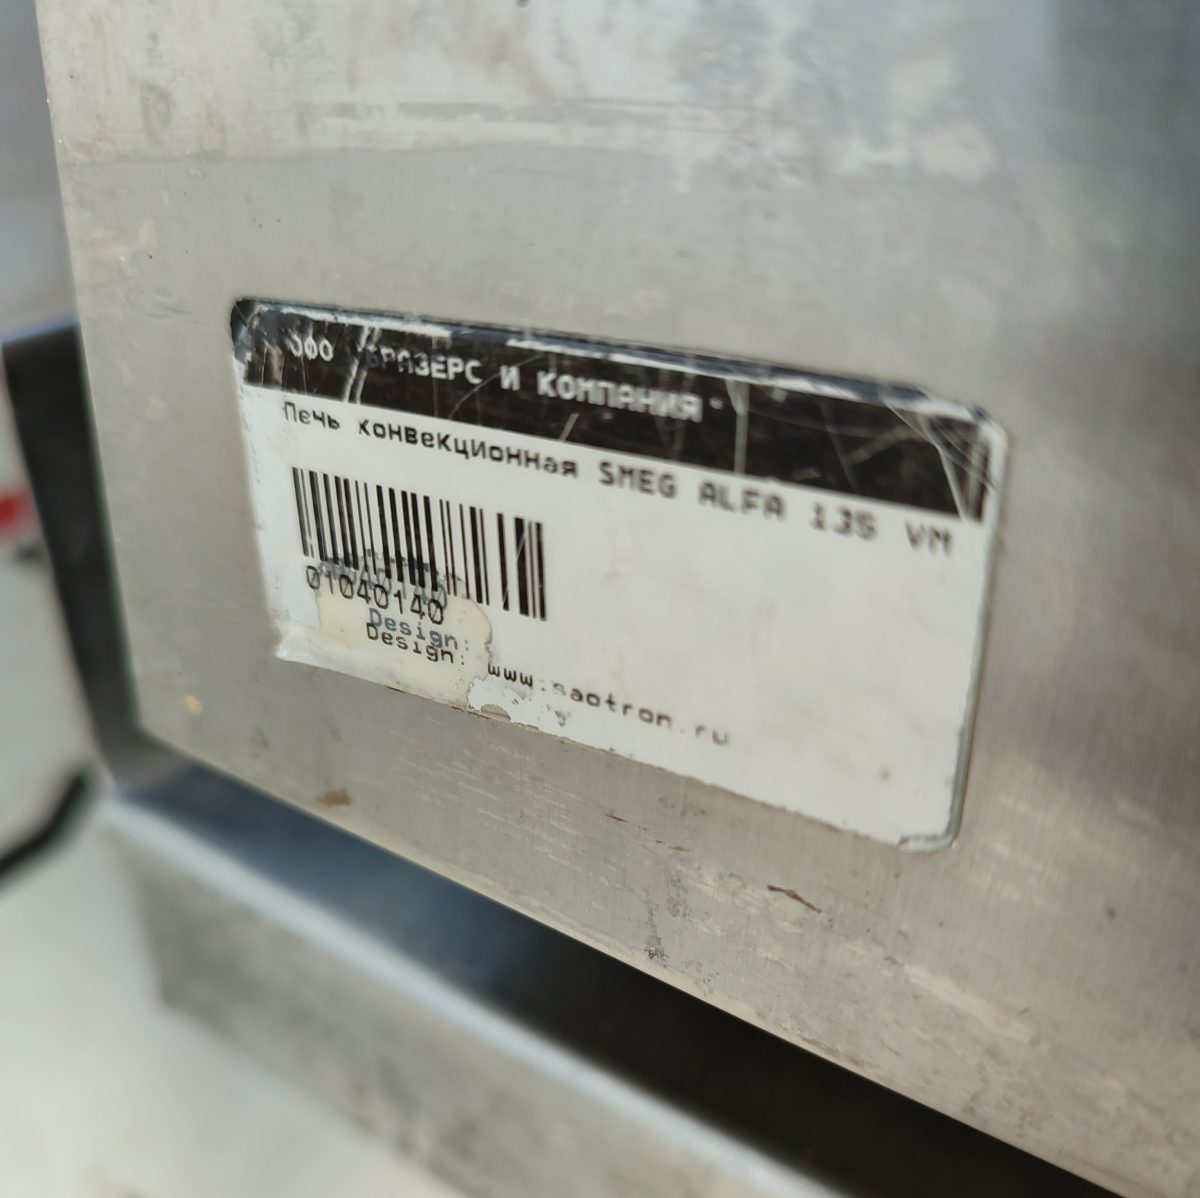 ООО "БРАЗЕРС И КОМПАНИЯ"
Печь конвекционная SMEG ALFA 135 VM
01040140
Design:
Design: www.saotron.ru